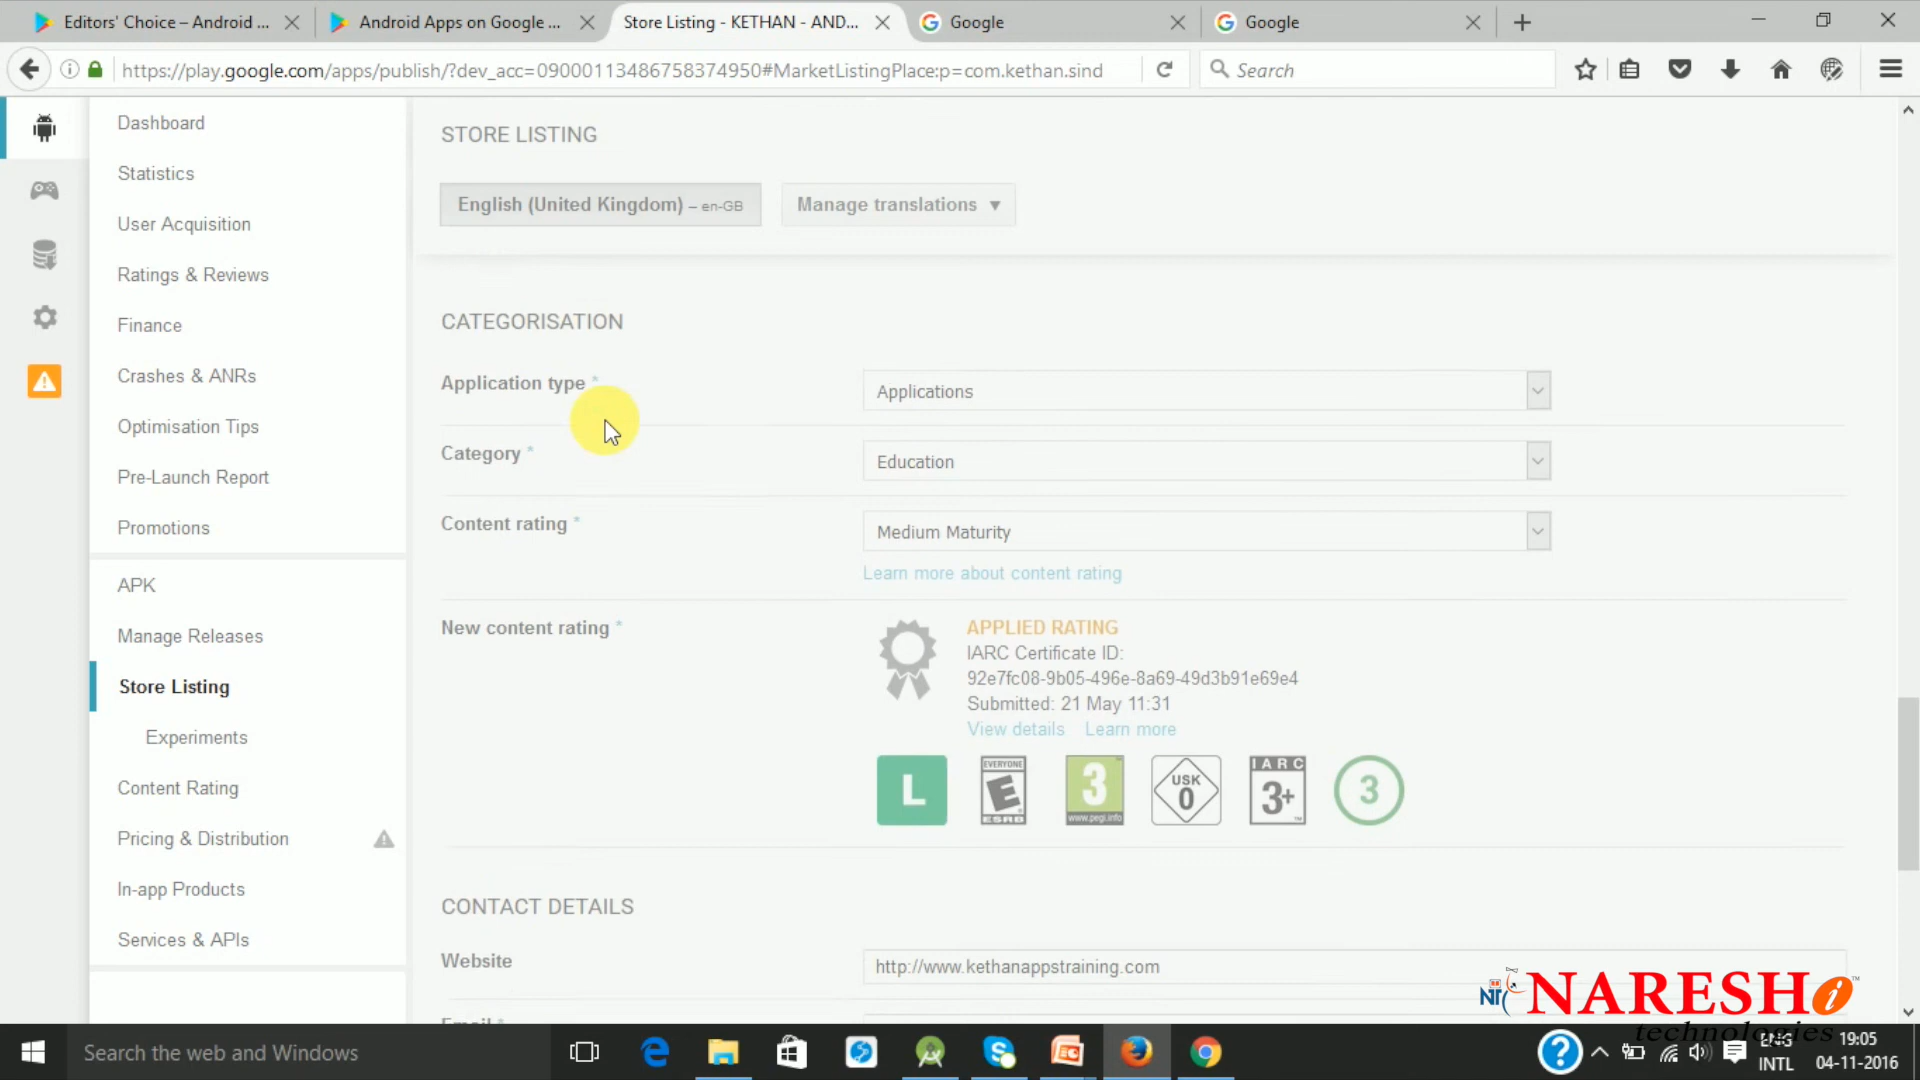 Editors' Choice – Android ...
Android Apps on Google ...
Store Listing - KETHAN - AND...
Google
Google
https://play.google.com/apps/publish/?dev_acc=09000113486758374950#MarketListingPlace:p=com.kethan.sind
Search
Dashboard
Statistics
User Acquisition
Ratings & Reviews
Finance
Crashes & ANRs
Optimisation Tips
Pre-Launch Report
Promotions
APK
Manage Releases
Store Listing
Experiments
Content Rating
Pricing & Distribution
In-app Products
Services & APIs
STORE LISTING
English (United Kingdom) – en-GB
Manage translations
CATEGORISATION
Application type *
Applications
Category *
Education
Content rating *
Medium Maturity
Learn more about content rating
New content rating *
APPLIED RATING
IARC Certificate ID:
92e7fc08-9b05-496e-8a69-49d3b91e69e4
Submitted: 21 May 11:31
View details Learn more
L
EVERYONE
E
ESRB
3
www.pegi.info
USK
0
IARC
3+
3
CONTACT DETAILS
Website
http://www.kethanappstraining.com
Email *
NARESH i
technologies
Search the web and Windows
ENG
INTL
19:05
04-11-2016